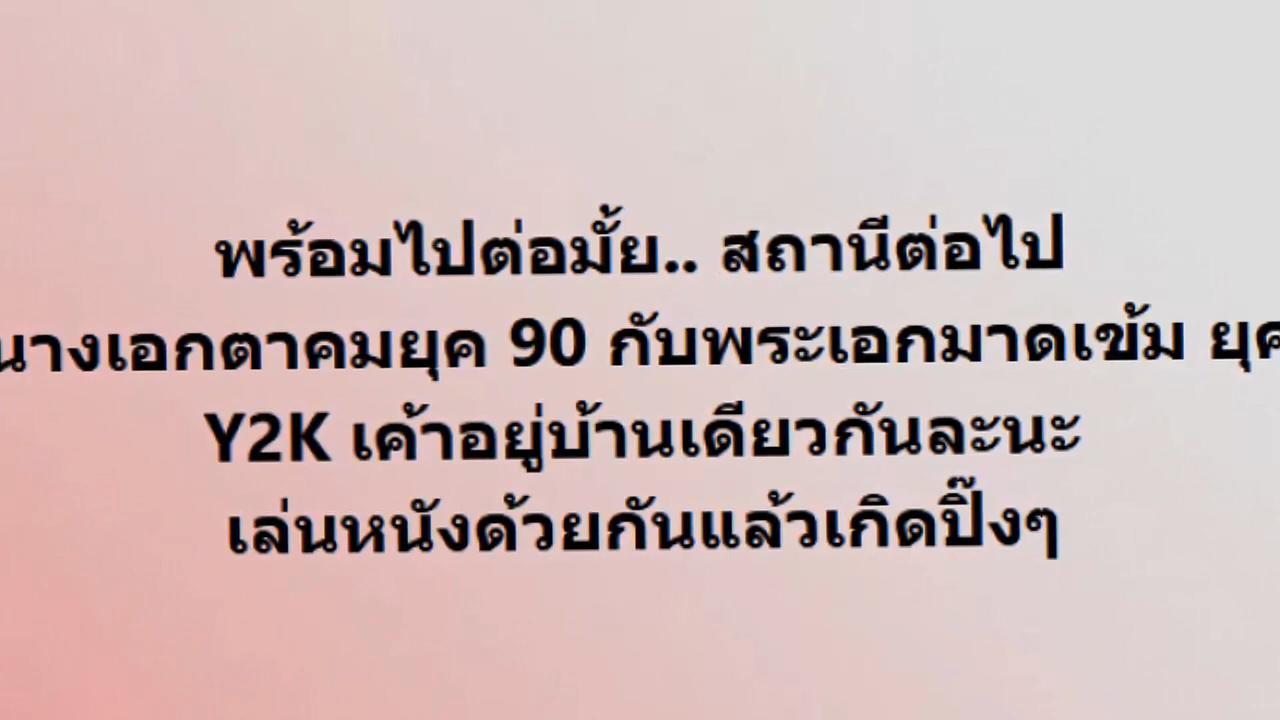 พร้อมไปต่อมั้ย.. สถานีต่อไป
นางเอกตาคมยุค 90 กับพระเอกมาดเข้ม ยุค
Y2K เค้าอยู่บ้านเดียวกันละนะ
เล่นหนังด้วยกันแล้วเกิดปิ๊งๆ